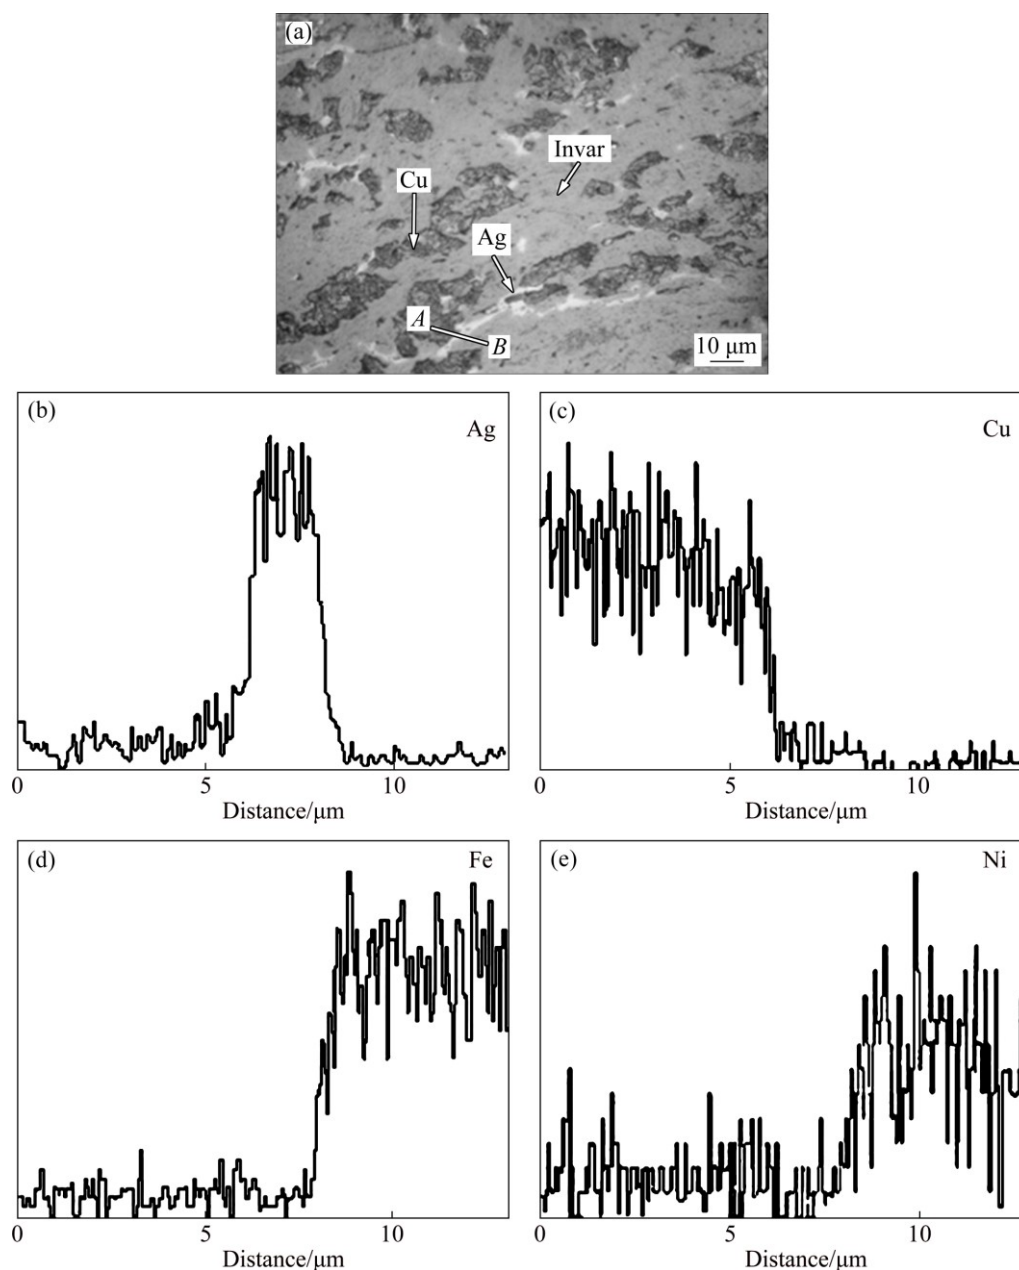 (a)
Invar
Cu
Ag
A
B
10 μm
(b)
Ag
0 5 10
Distance/μm
(c)
Cu
0 5 10
Distance/μm
(d)
Fe
0 5 10
Distance/μm
(e)
Ni
0 5 10
Distance/μm